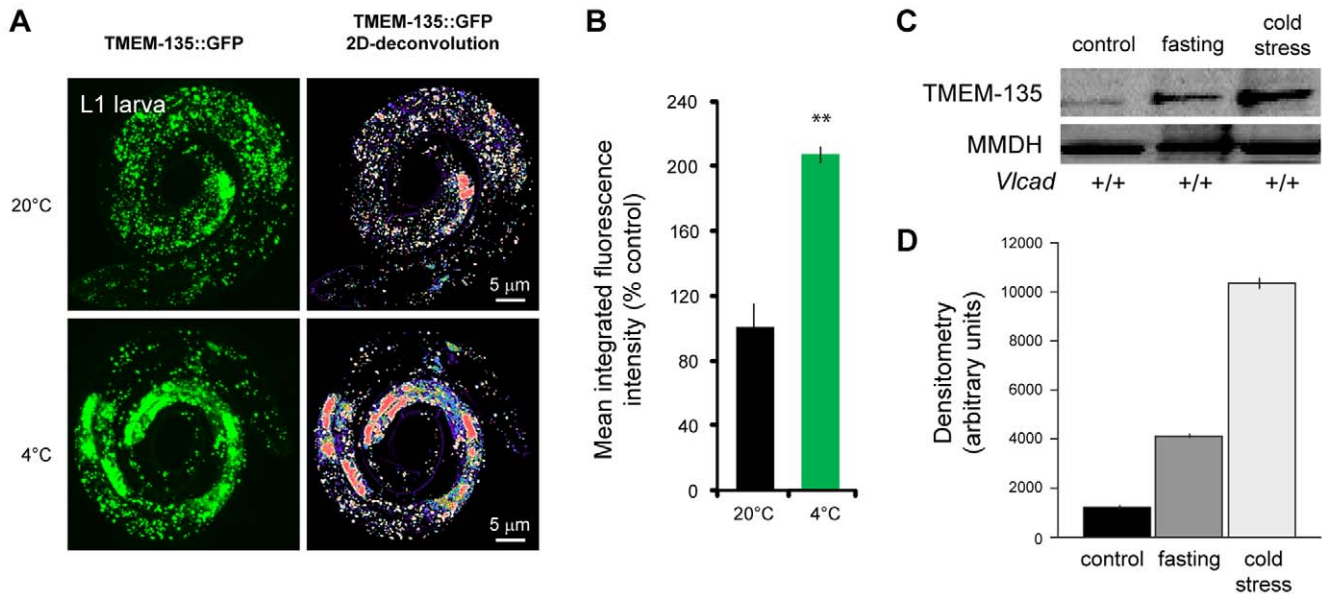 A
TMEM-135::GFP
TMEM-135::GFP
2D-deconvolution
L1 larva
20°C
5 μm
4°C
5 μm
B
Mean integrated fluorescence
intensity (% control)
240
200
160
120
80
40
0
**
20°C
4°C
C
control
fasting
cold
stress
TMEM-135
MMDH
Vlcad
+/+
+/+
+/+
D
Densitometry
(arbitrary units)
12000
10000
8000
6000
4000
2000
0
control
fasting
cold
stress